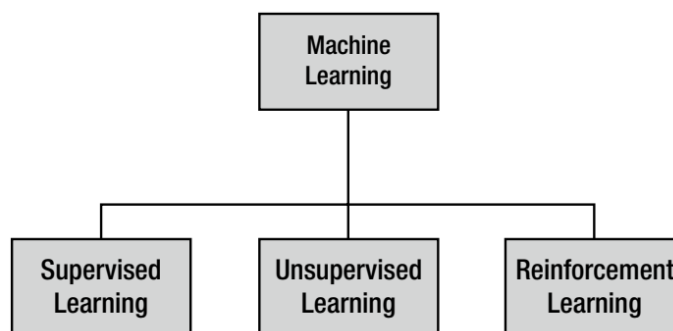 Machine
Learning
Supervised
Learning
Unsupervised
Learning
Reinforcement
Learning